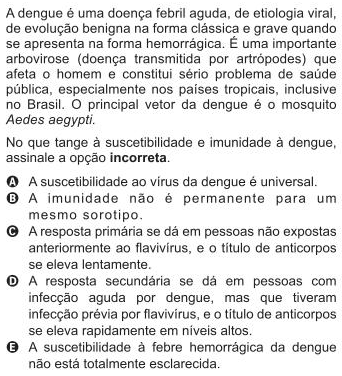 A dengue é uma doença febril aguda, de etiologia viral,
de evolução benigna na forma clássica e grave quando
se apresenta na forma hemorrágica. É uma importante
arbovirose (doença transmitida por artrópodes) que
afeta o homem e constitui sério problema de saúde
pública, especialmente nos países tropicais, inclusive
no Brasil. O principal vetor da dengue é o mosquito
Aedes aegypti.
No que tange à suscetibilidade e imunidade à dengue,
assinale a opção incorreta.
A A suscetibilidade ao vírus da dengue é universal.
B A imunidade não é permanente para um
mesmo sorotipo.
C A resposta primária se dá em pessoas não expostas
anteriormente ao flavivírus, e o título de anticorpos
se eleva lentamente.
D A resposta secundária se dá em pessoas com
infecção aguda por dengue, mas que tiveram
infecção prévia por flavivírus, e o título de anticorpos
se eleva rapidamente em níveis altos.
E A suscetibilidade à febre hemorrágica da dengue
não está totalmente esclarecida.